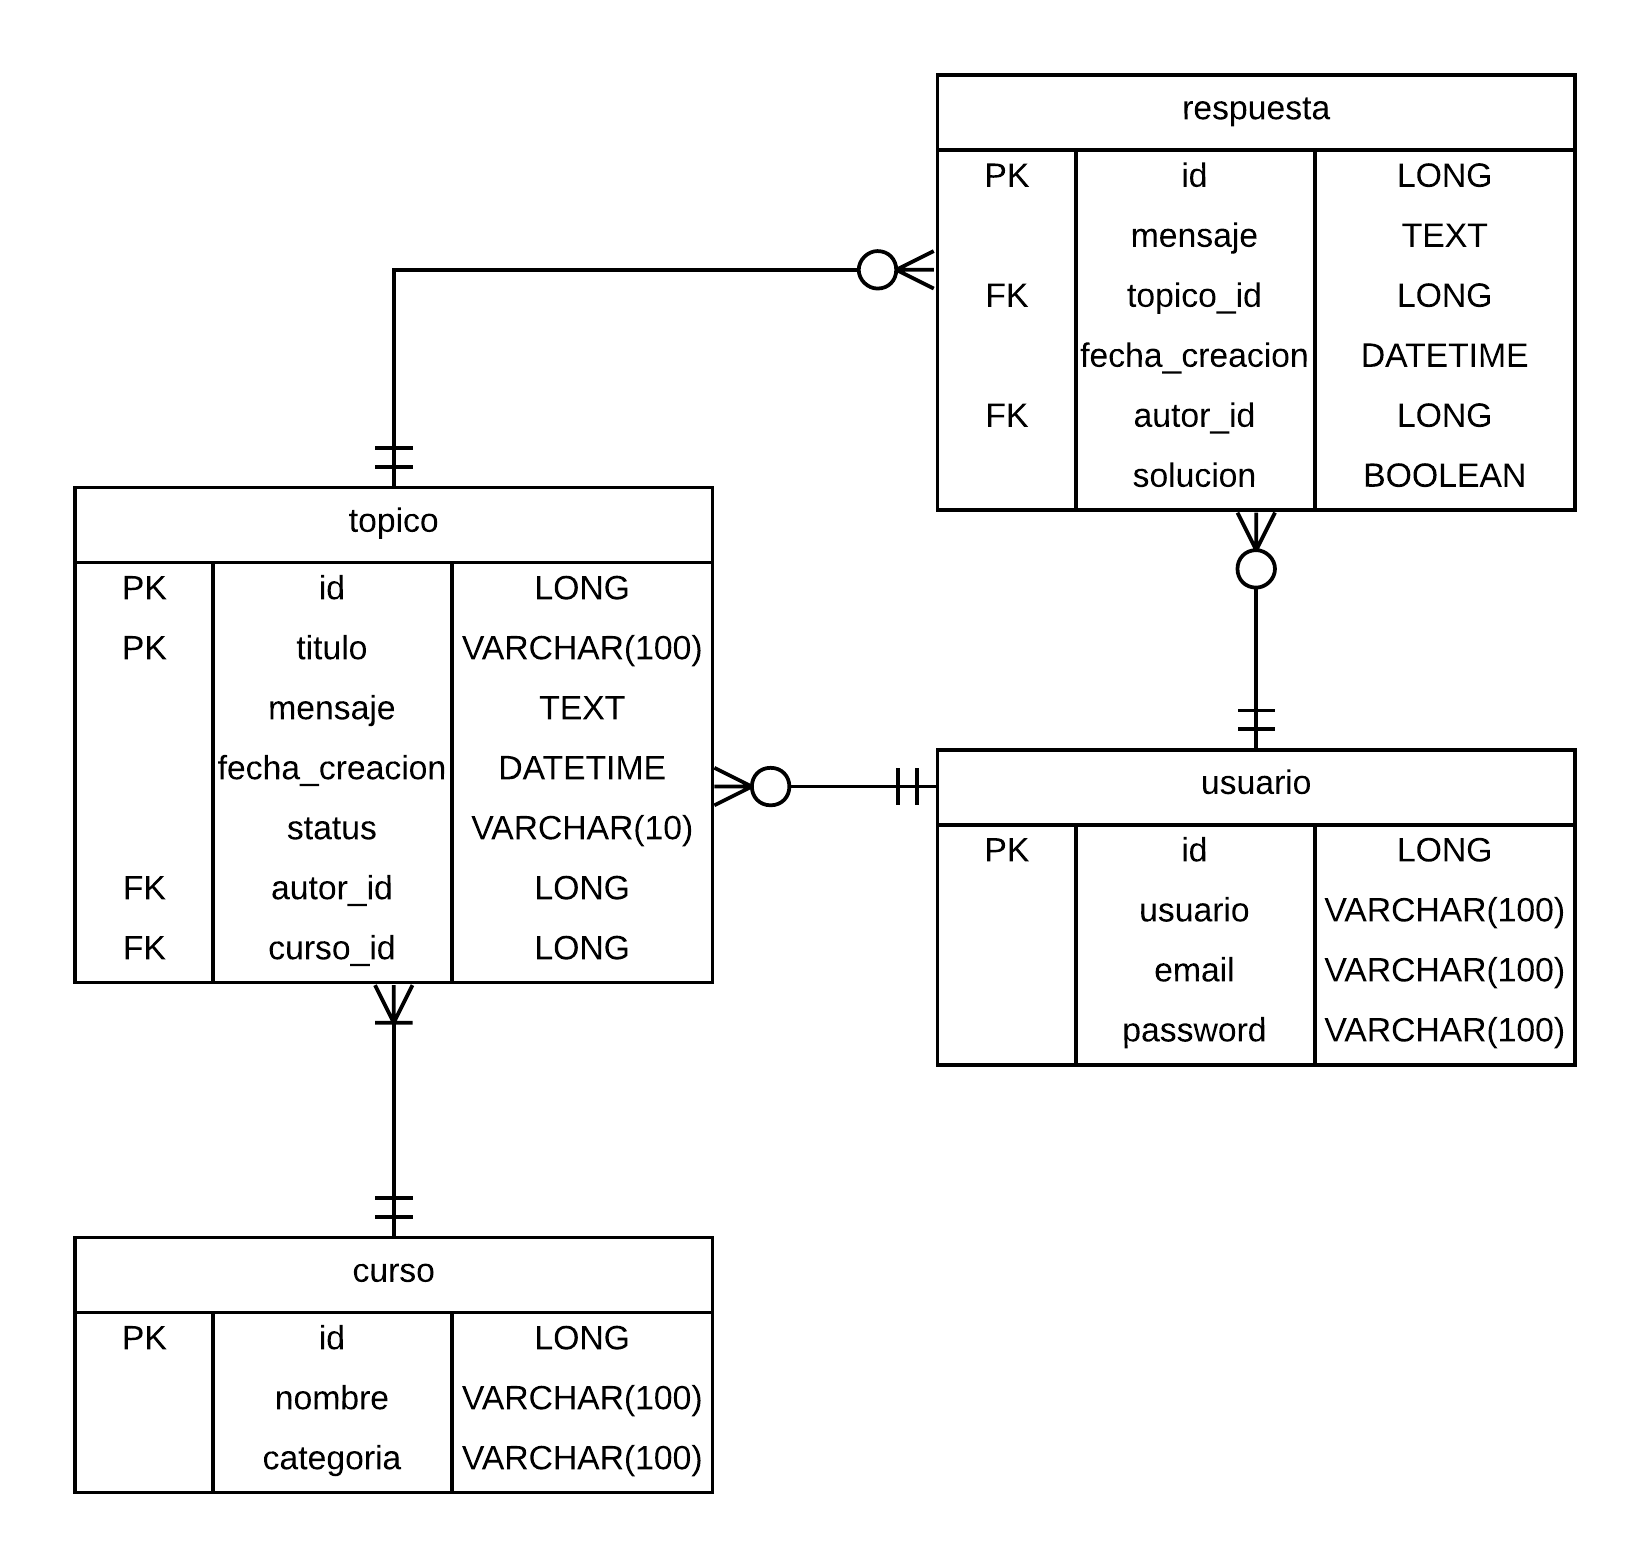 respuesta
PK id LONG
mensaje TEXT
FK topico_id LONG
fecha_creacion DATETIME
FK autor_id LONG
solucion BOOLEAN
topico
PK id LONG
PK titulo VARCHAR(100)
mensaje TEXT
fecha_creacion DATETIME
status VARCHAR(10)
FK autor_id LONG
FK curso_id LONG
usuario
PK id LONG
usuario VARCHAR(100)
email VARCHAR(100)
password VARCHAR(100)
curso
PK id LONG
nombre VARCHAR(100)
categoria VARCHAR(100)